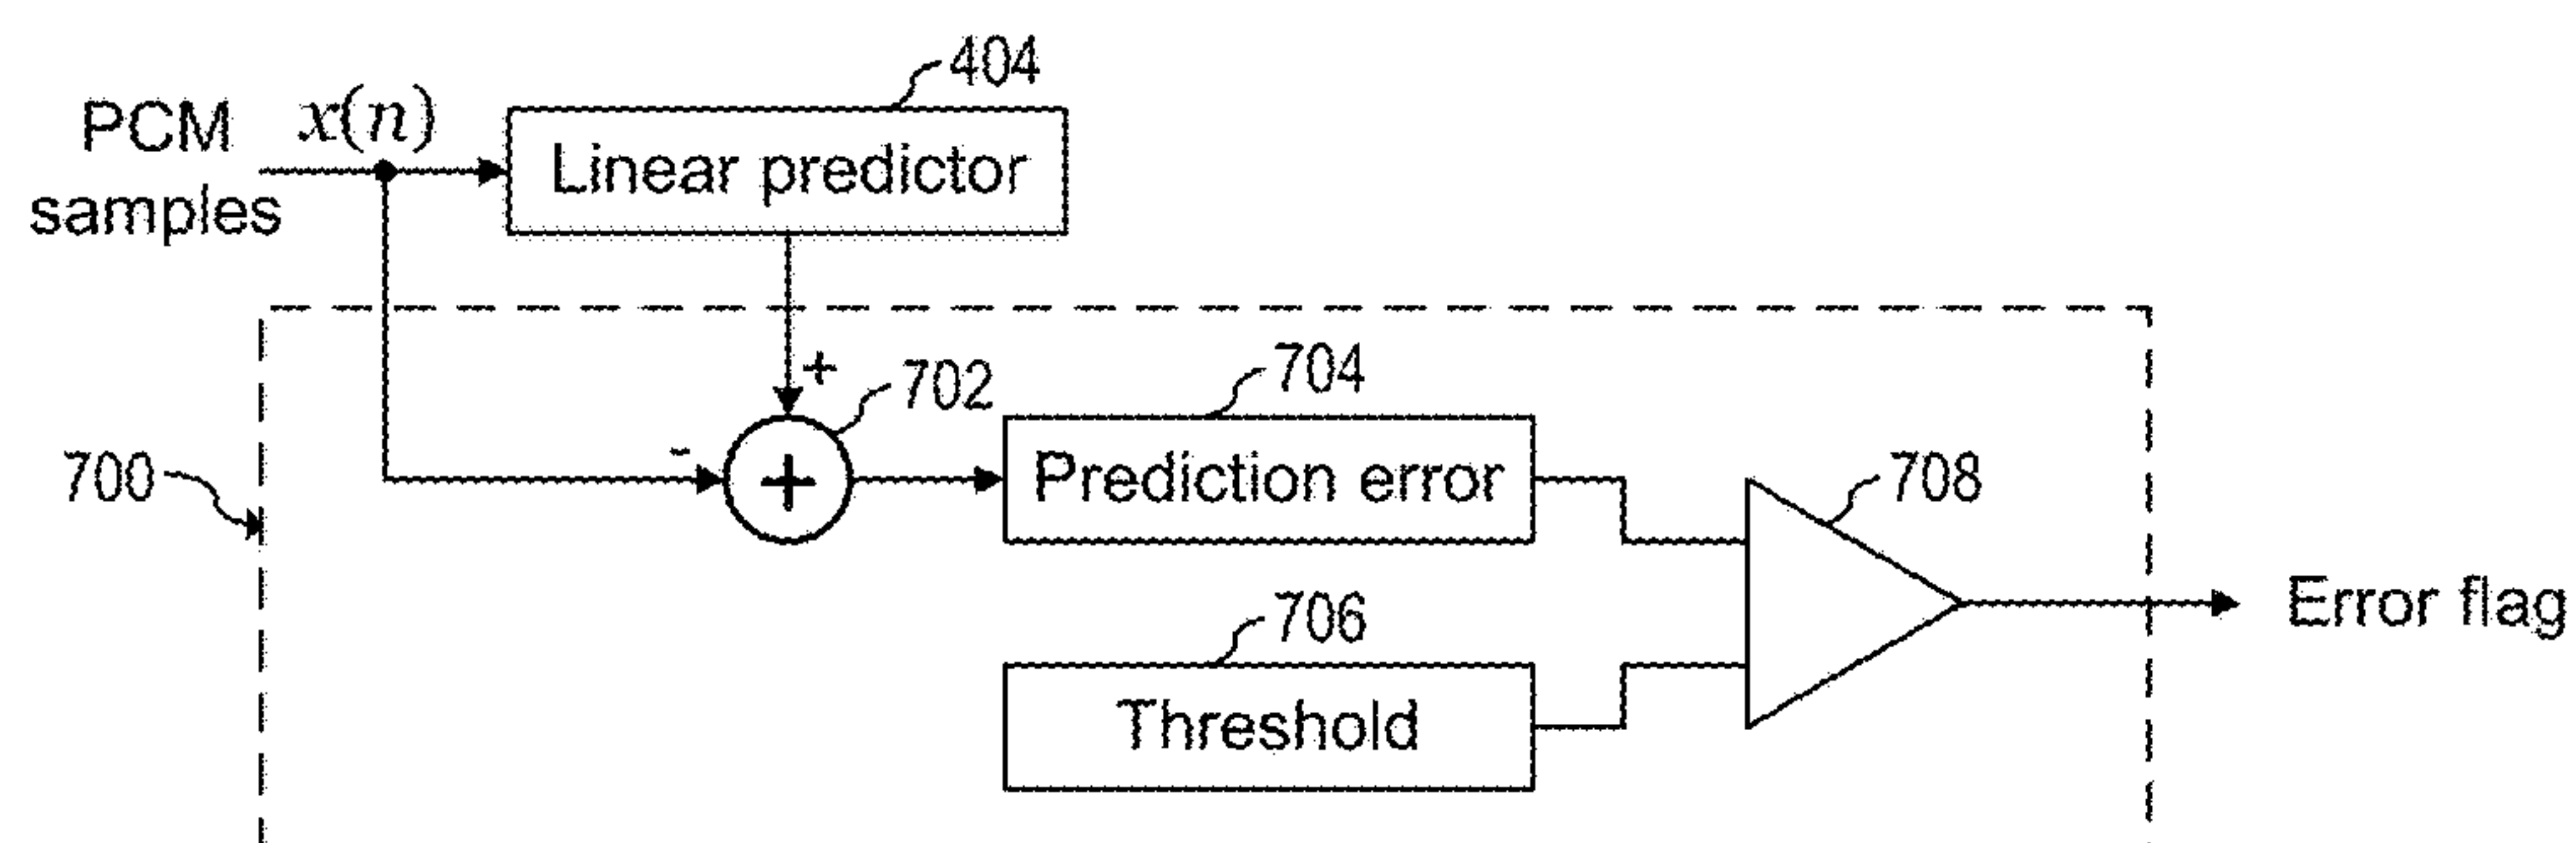 404
PCM x(n)
samples
Linear predictor
+
-
702
+
704
Prediction error
700
708
706
Threshold
Error flag